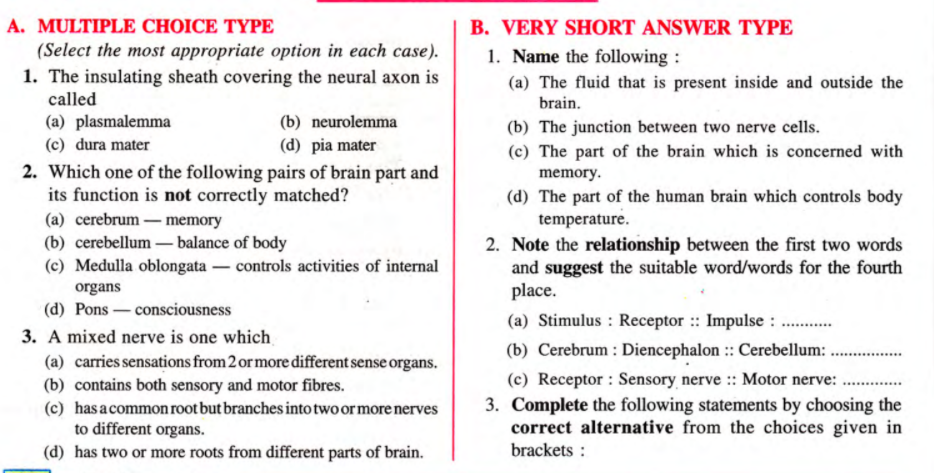 A. MULTIPLE CHOICE TYPE
(Select the most appropriate option in each case).
1. The insulating sheath covering the neural axon is
called
(a) plasmalemma (b) neurolemma
(c) dura mater (d) pia mater
2. Which one of the following pairs of brain part and
its function is not correctly matched?
(a) cerebrum — memory
(b) cerebellum — balance of body
(c) Medulla oblongata — controls activities of internal
organs
(d) Pons — consciousness
3. A mixed nerve is one which
(a) carries sensations from 2 or more different sense organs.
(b) contains both sensory and motor fibres.
(c) has a common root but branches into two or more nerves
to different organs.
(d) has two or more roots from different parts of brain.
B. VERY SHORT ANSWER TYPE
1. Name the following :
(a) The fluid that is present inside and outside the
brain.
(b) The junction between two nerve cells.
(c) The part of the brain which is concerned with
memory.
(d) The part of the human brain which controls body
temperature.
2. Note the relationship between the first two words
and suggest the suitable word/words for the fourth
place.
(a) Stimulus : Receptor :: Impulse : ...........
(b) Cerebrum : Diencephalon :: Cerebellum: ................
(c) Receptor : Sensory nerve :: Motor nerve: .............
3. Complete the following statements by choosing the
correct alternative from the choices given in
brackets :